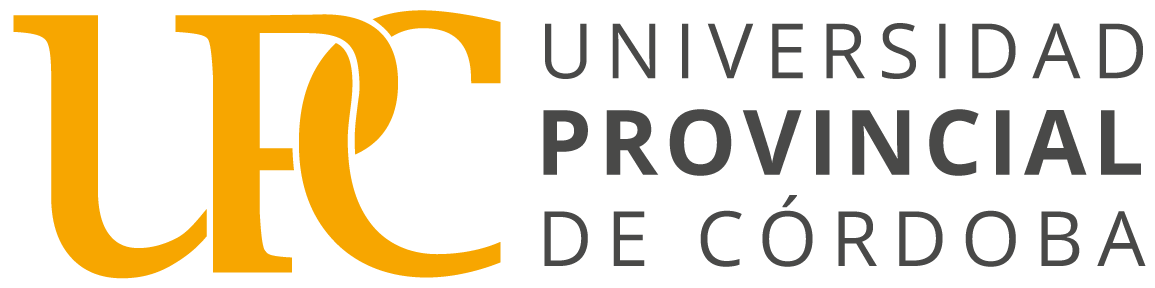 UPC
UNIVERSIDAD
PROVINCIAL
DE CÓRDOBA